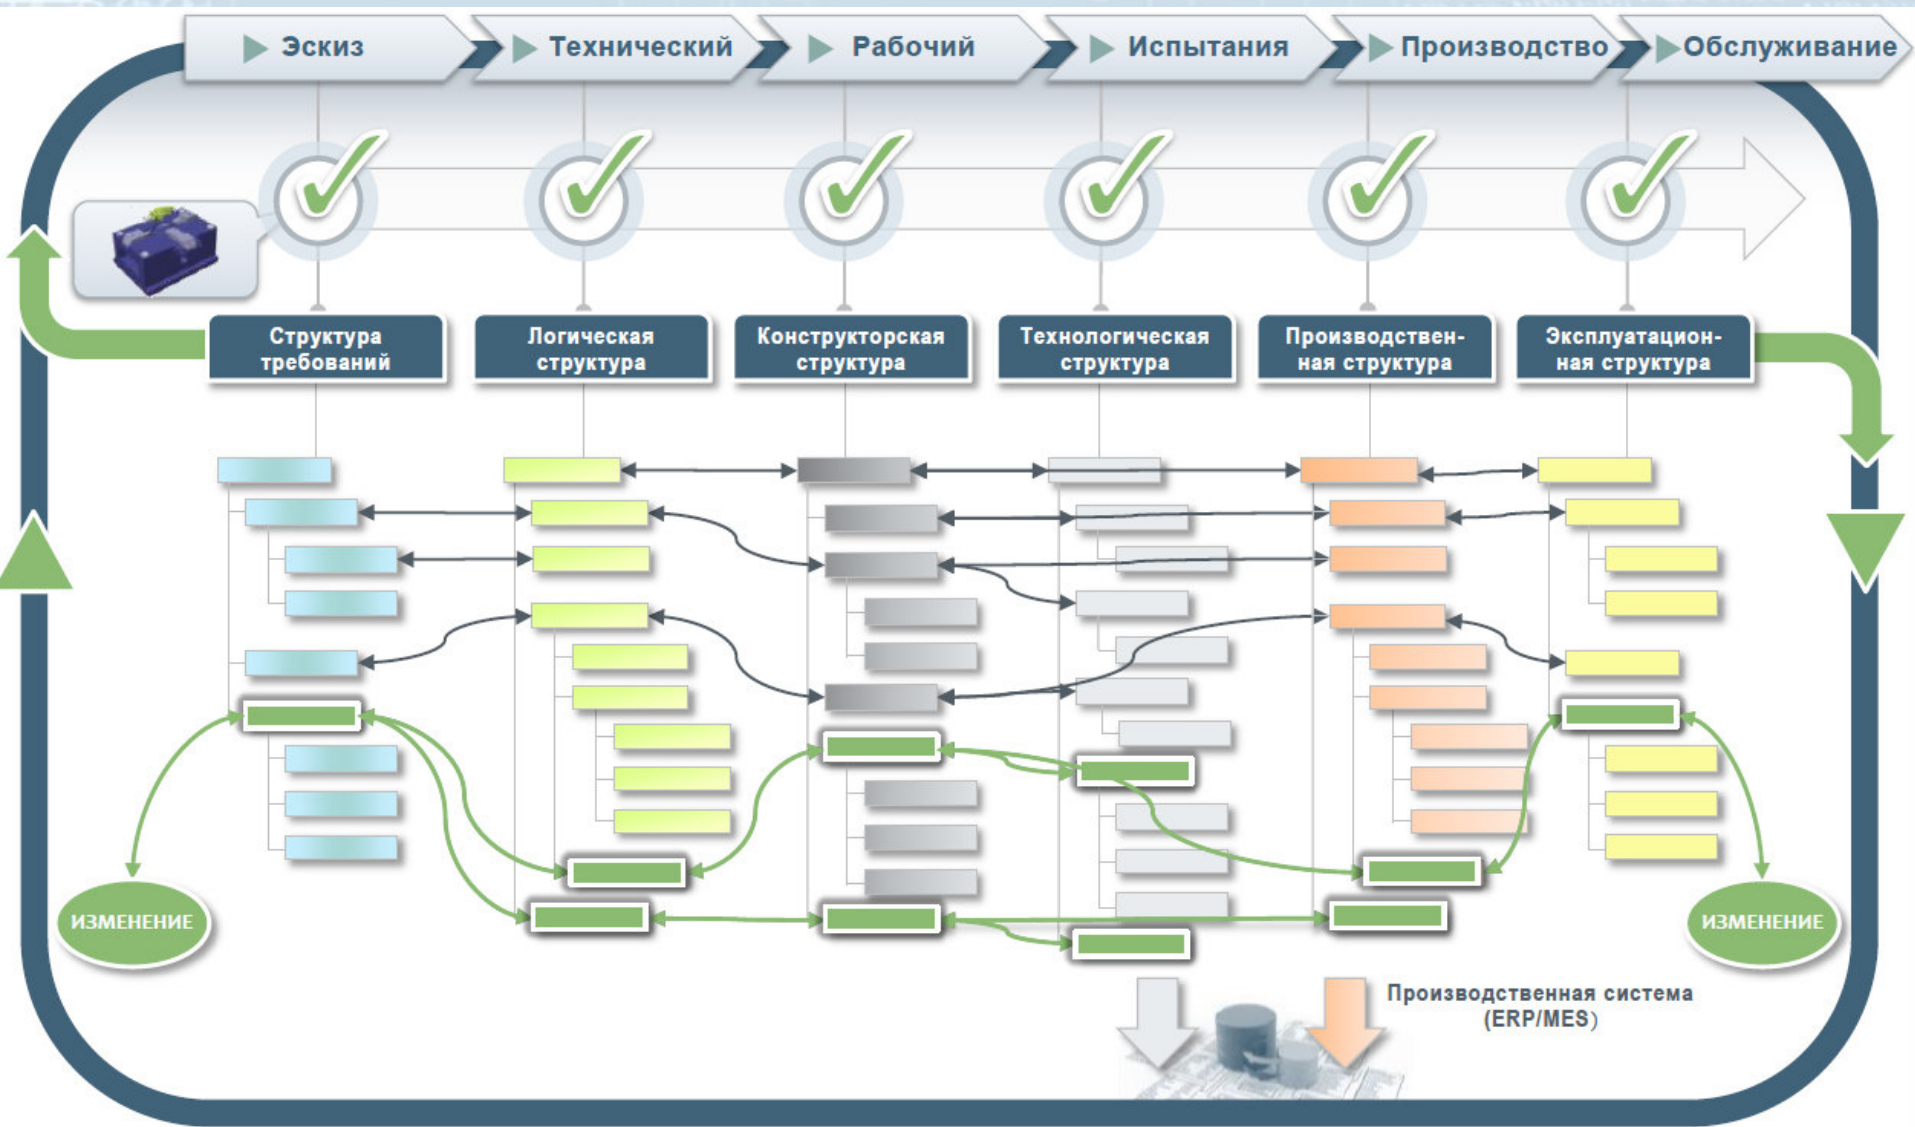 Эскиз
Технический
Рабочий
Испытания
Производство
Обслуживание
Структура
требований
Логическая
структура
Конструкторская
структура
Технологическая
структура
Производствен-
ная структура
Эксплуатацион-
ная структура
ИЗМЕНЕНИЕ
ИЗМЕНЕНИЕ
Производственная система
(ERP/MES)